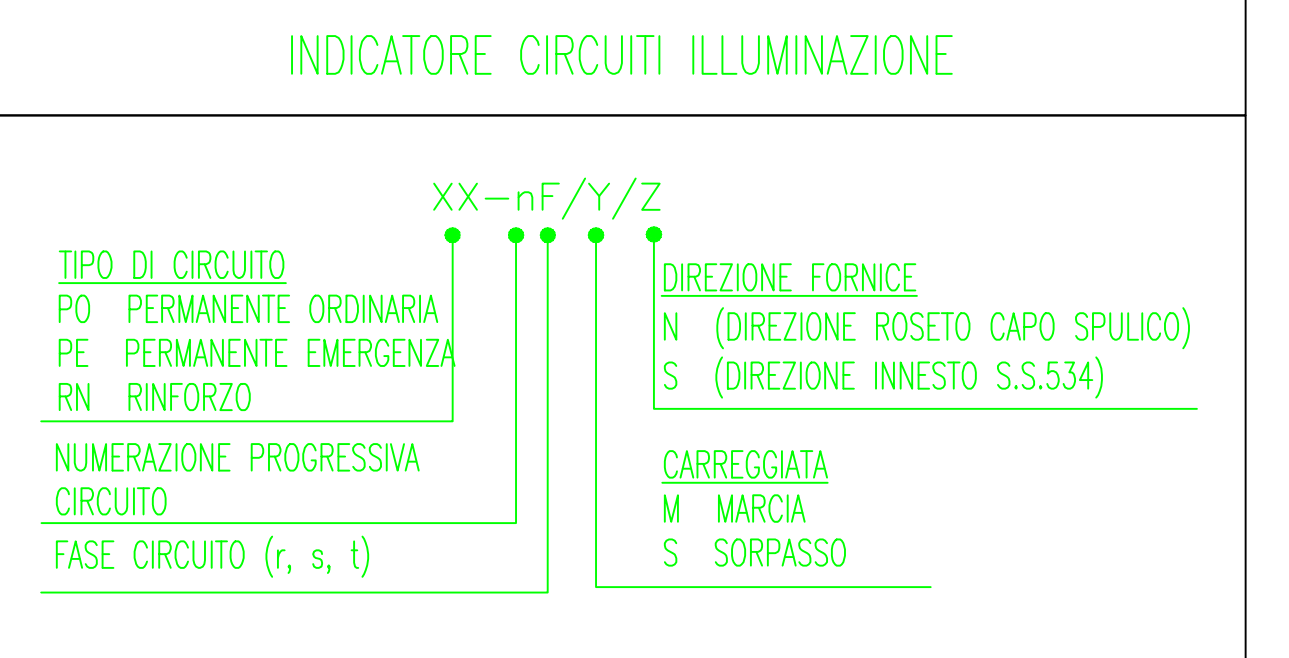 INDICATORE CIRCUITI ILLUMINAZIONE
XX-nF/Y/Z
TIPO DI CIRCUITO
PO PERMANENTE ORDINARIA
PE PERMANENTE EMERGENZA
RN RINFORZO
NUMERAZIONE PROGRESSIVA
CIRCUITO
FASE CIRCUITO (r, s, t)
DIREZIONE FORNICE
N (DIREZIONE ROSETO CAPO SPULICO)
S (DIREZIONE INNESTO S.S.534)
CARREGGIATA
M MARCIA
S SORPASSO